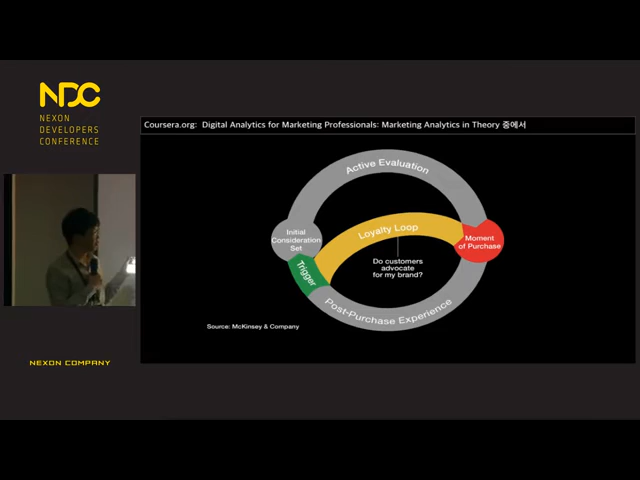 NDC
NEXON
DEVELOPERS
CONFERENCE
Coursera.org: Digital Analytics for Marketing Professionals: Marketing Analytics in Theory 중에서
Active Evaluation
Loyalty Loop
Initial
Consideration
Set
Moment
of Purchase
Trigger
Do customers
advocate
for my brand?
Post-Purchase Experience
Source: McKinsey & Company
NEXON COMPANY